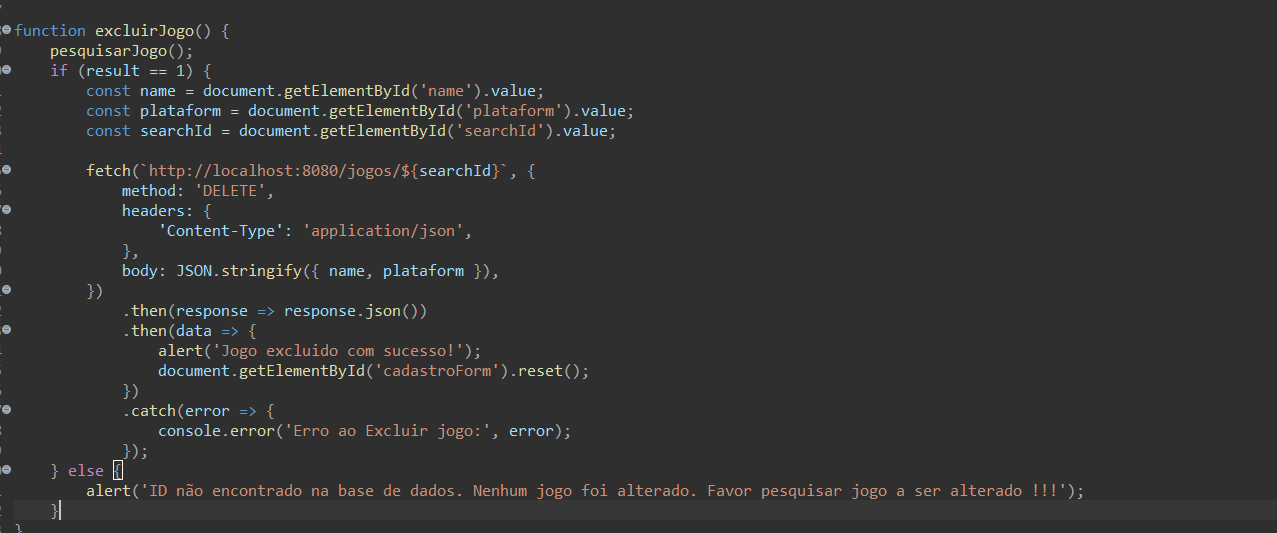 function excluirJogo() {
pesquisarJogo();
if (result == 1) {
const name = document.getElementById('name').value;
const plataform = document.getElementById('plataform').value;
const searchId = document.getElementById('searchId').value;
fetch(`http://localhost:8080/jogos/${searchId}`, {
method: 'DELETE',
headers: {
'Content-Type': 'application/json',
},
body: JSON.stringify({ name, plataform }),
})
.then(response => response.json())
.then(data => {
alert('Jogo excluido com sucesso!');
document.getElementById('cadastroForm').reset();
})
.catch(error => {
console.error('Erro ao Excluir jogo:', error);
});
} else {
alert('ID não encontrado na base de dados. Nenhum jogo foi alterado. Favor pesquisar jogo a ser alterado !!!');
}
}